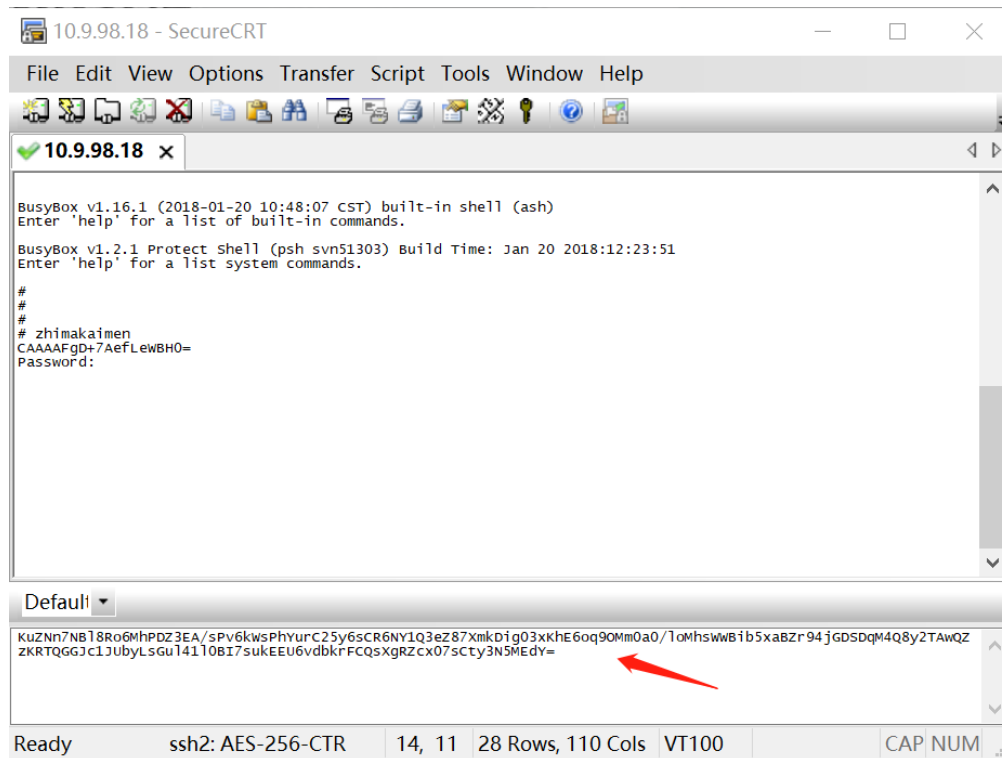 10.9.98.18 - SecureCRT
File Edit View Options Transfer Script Tools Window Help
10.9.98.18
BusyBox v1.16.1 (2018-01-20 10:48:07 CST) built-in shell (ash)
Enter 'help' for a list of built-in commands.
BusyBox v1.2.1 Protect Shell (psh svn51303) Build Time: Jan 20 2018:12:23:51
Enter 'help' for a list system commands.
#
#
#
# zhimakaimen
CAAAAFgD+7AefLeWBH0=
Password:
Default
KuZNn7NBl8Ro6MhPDZ3EA/sPv6kWsPhYurC25y6sCR6NY1Q3eZ87XmkDig03xKhE6oq9OMm0a0/loMhsWWBib5xaBZr94jGDSDqM4Q8y2TAwQZ
zKRTQGGJc1JUbyLsGul41l0BI7sukEEU6vdbkrFCQsXgRZcx07sCty3N5MEdY=
Ready ssh2: AES-256-CTR 14, 11 28 Rows, 110 Cols VT100 CAP NUM